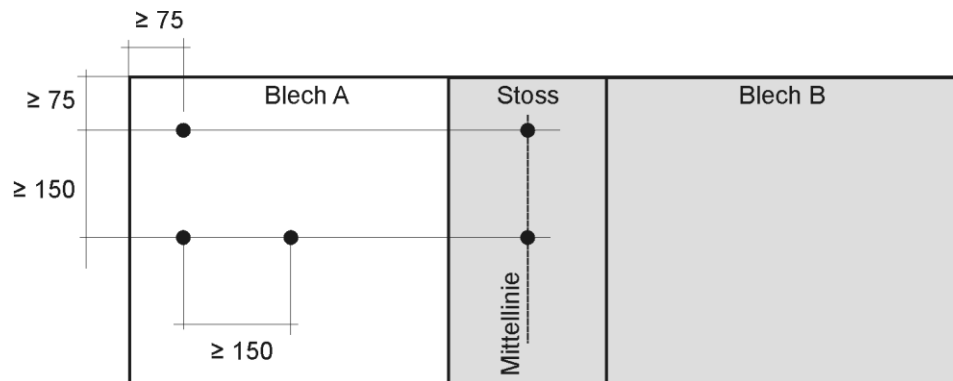 ≥ 75
≥ 75
Blech A
Stoss
Blech B
≥ 150
Mittellinie
≥ 150